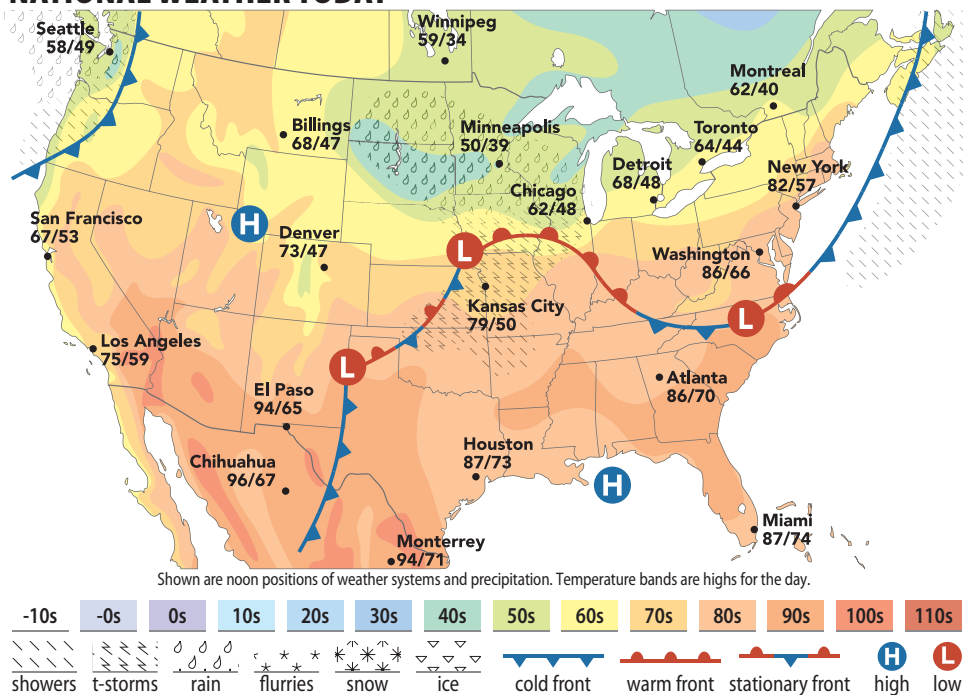 NATIONAL WEATHER TODAY
Seattle
58/49
Winnipeg
59/34
Montreal
62/40
Billings
68/47
Minneapolis
50/39
Toronto
64/44
Detroit
68/48
New York
82/57
Chicago
62/48
San Francisco
67/53
H
Denver
73/47
L
Washington
86/66
Kansas City
79/50
L
Los Angeles
75/59
L
El Paso
94/65
Atlanta
86/70
Houston
87/73
Chihuahua
96/67
H
Miami
87/74
Monterrey
94/71
Shown are noon positions of weather systems and precipitation. Temperature bands are highs for the day.
-10s -0s 0s 10s 20s 30s 40s 50s 60s 70s 80s 90s 100s 110s
H L
showers t-storms rain flurries snow ice cold front warm front stationary front high low